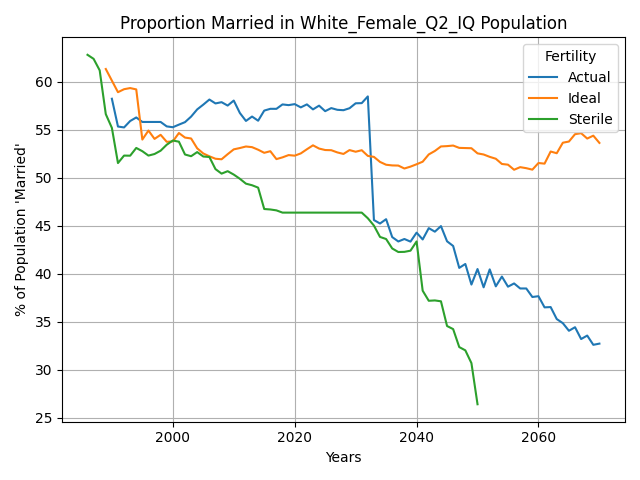 Proportion Married in White_Female_Q2_IQ Population
% of Population 'Married'
60
55
50
45
40
35
30
25
2000
2020
2040
2060
Years
Fertility
Actual
Ideal
Sterile